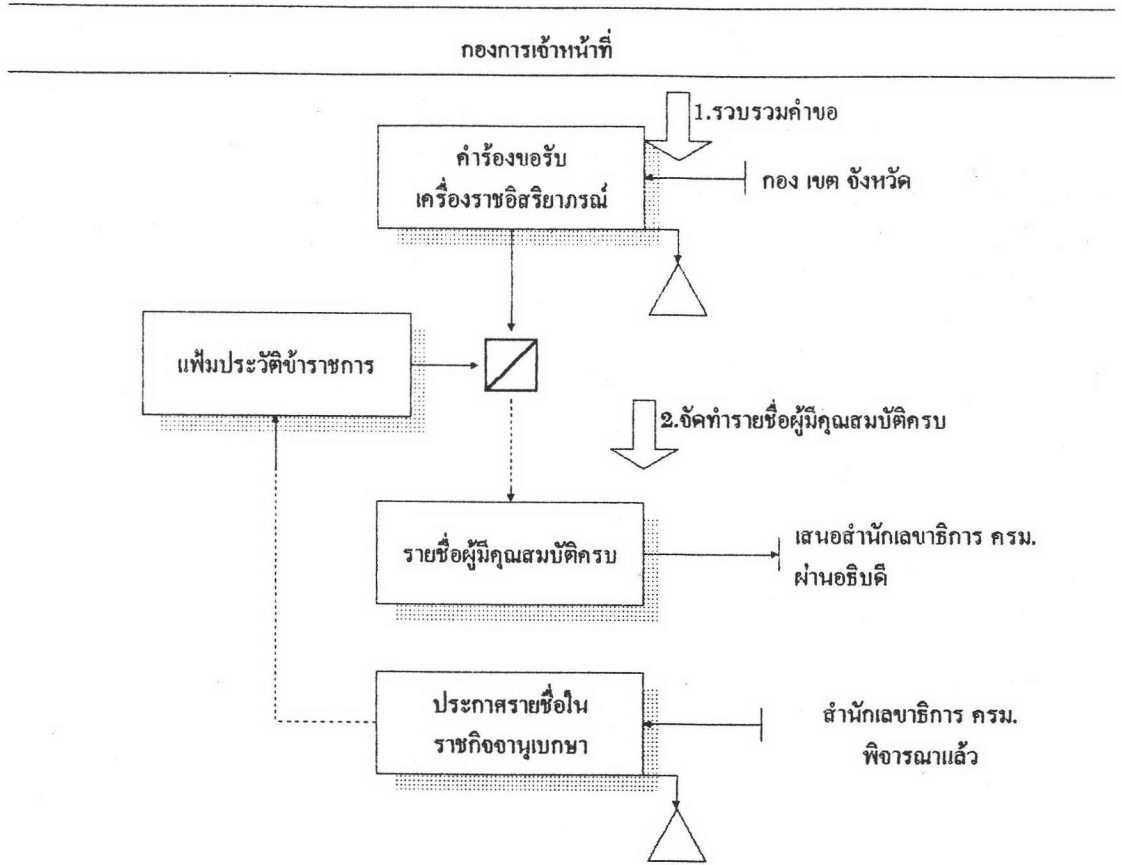 กองการเจ้าหน้าที่
1.รวบรวมคำขอ
คำร้องขอรับ
เครื่องราชอิสริยาภรณ์
กอง เขต จังหวัด
แฟ้มประวัติข้าราชการ
2.จัดทำรายชื่อผู้มีคุณสมบัติครบ
รายชื่อผู้มีคุณสมบัติครบ
เสนอสำนักเลขาธิการ ครม.
ผ่านอธิบดี
ประกาศรายชื่อใน
ราชกิจจานุเบกษา
สำนักเลขาธิการ ครม.
พิจารณาแล้ว